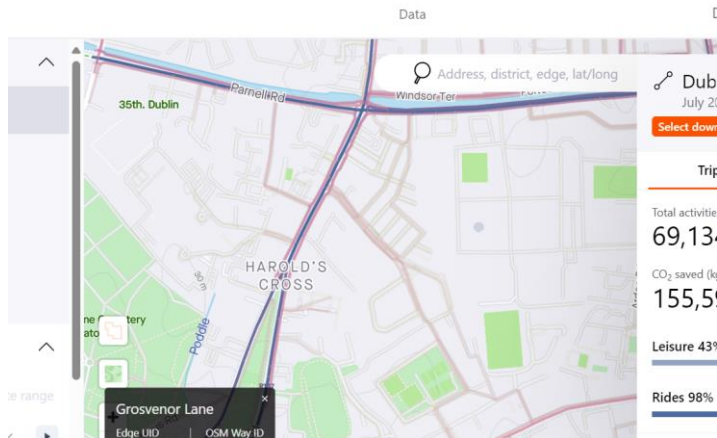 Data
Address, district, edge, lat/long
Parnell Rd
Windsor Ter
35th. Dublin
Dub
July 20
Select down
Trip
Total activitie
69,134
CO₂ saved (kg
155,59
HAROLD'S
CROSS
30 m
Poddle
Leisure 43%
Rides 98%
Grosvenor Lane
×
Edge UID | OSM Way ID